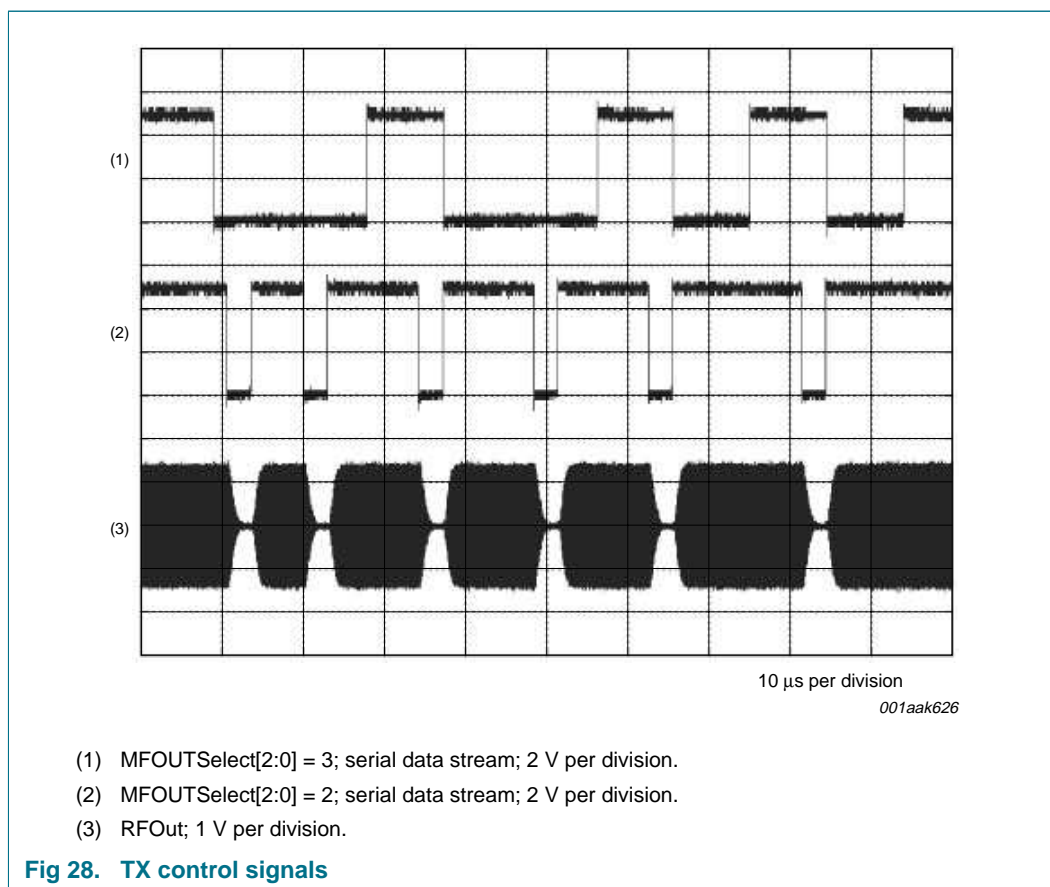 (1)
(2)
(3)
10 μs per division
001aak626
(1) MFOUTSelect[2:0] = 3; serial data stream; 2 V per division.
(2) MFOUTSelect[2:0] = 2; serial data stream; 2 V per division.
(3) RFOut; 1 V per division.
Fig 28. TX control signals